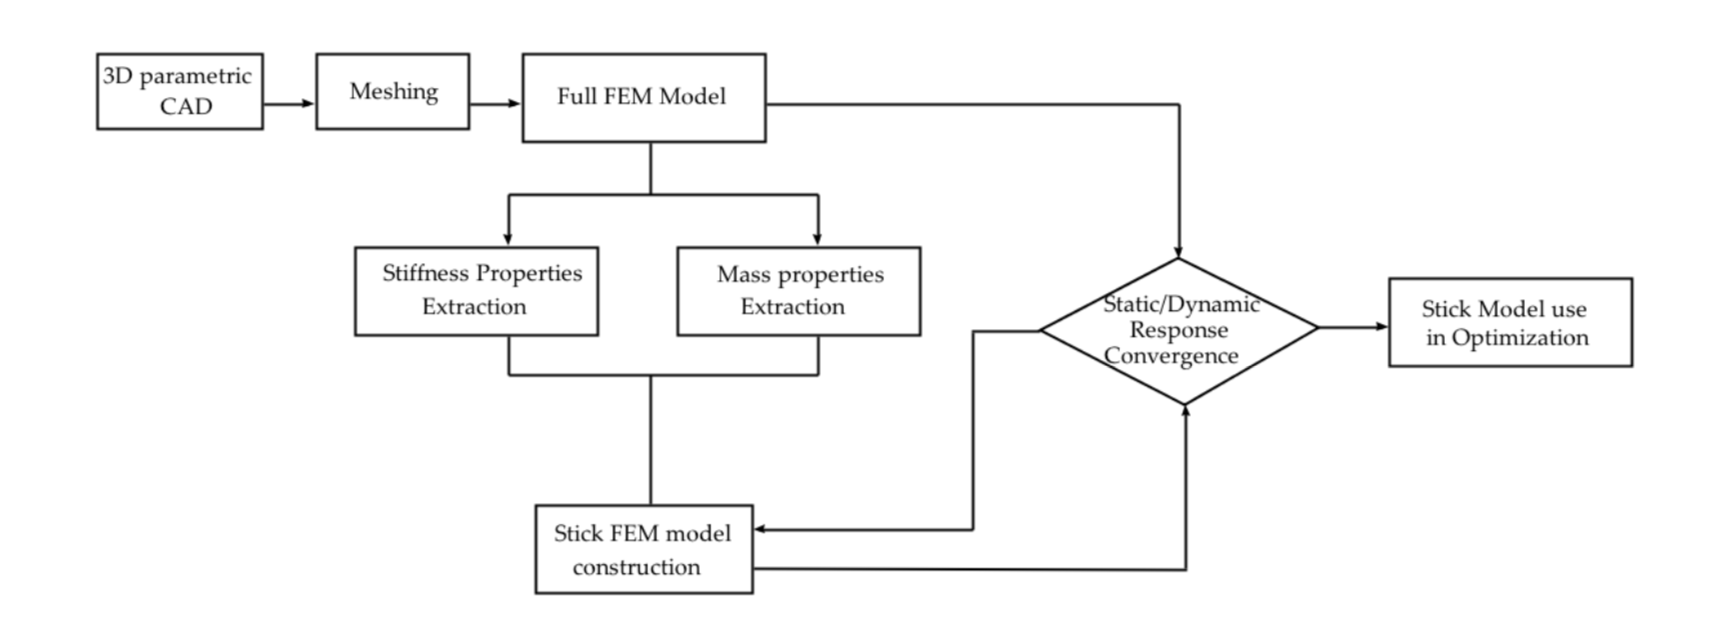 3D parametric
CAD
Meshing
Full FEM Model
Stiffness Properties
Extraction
Mass properties
Extraction
Static/Dynamic
Response
Convergence
Stick Model use
in Optimization
Stick FEM model
construction